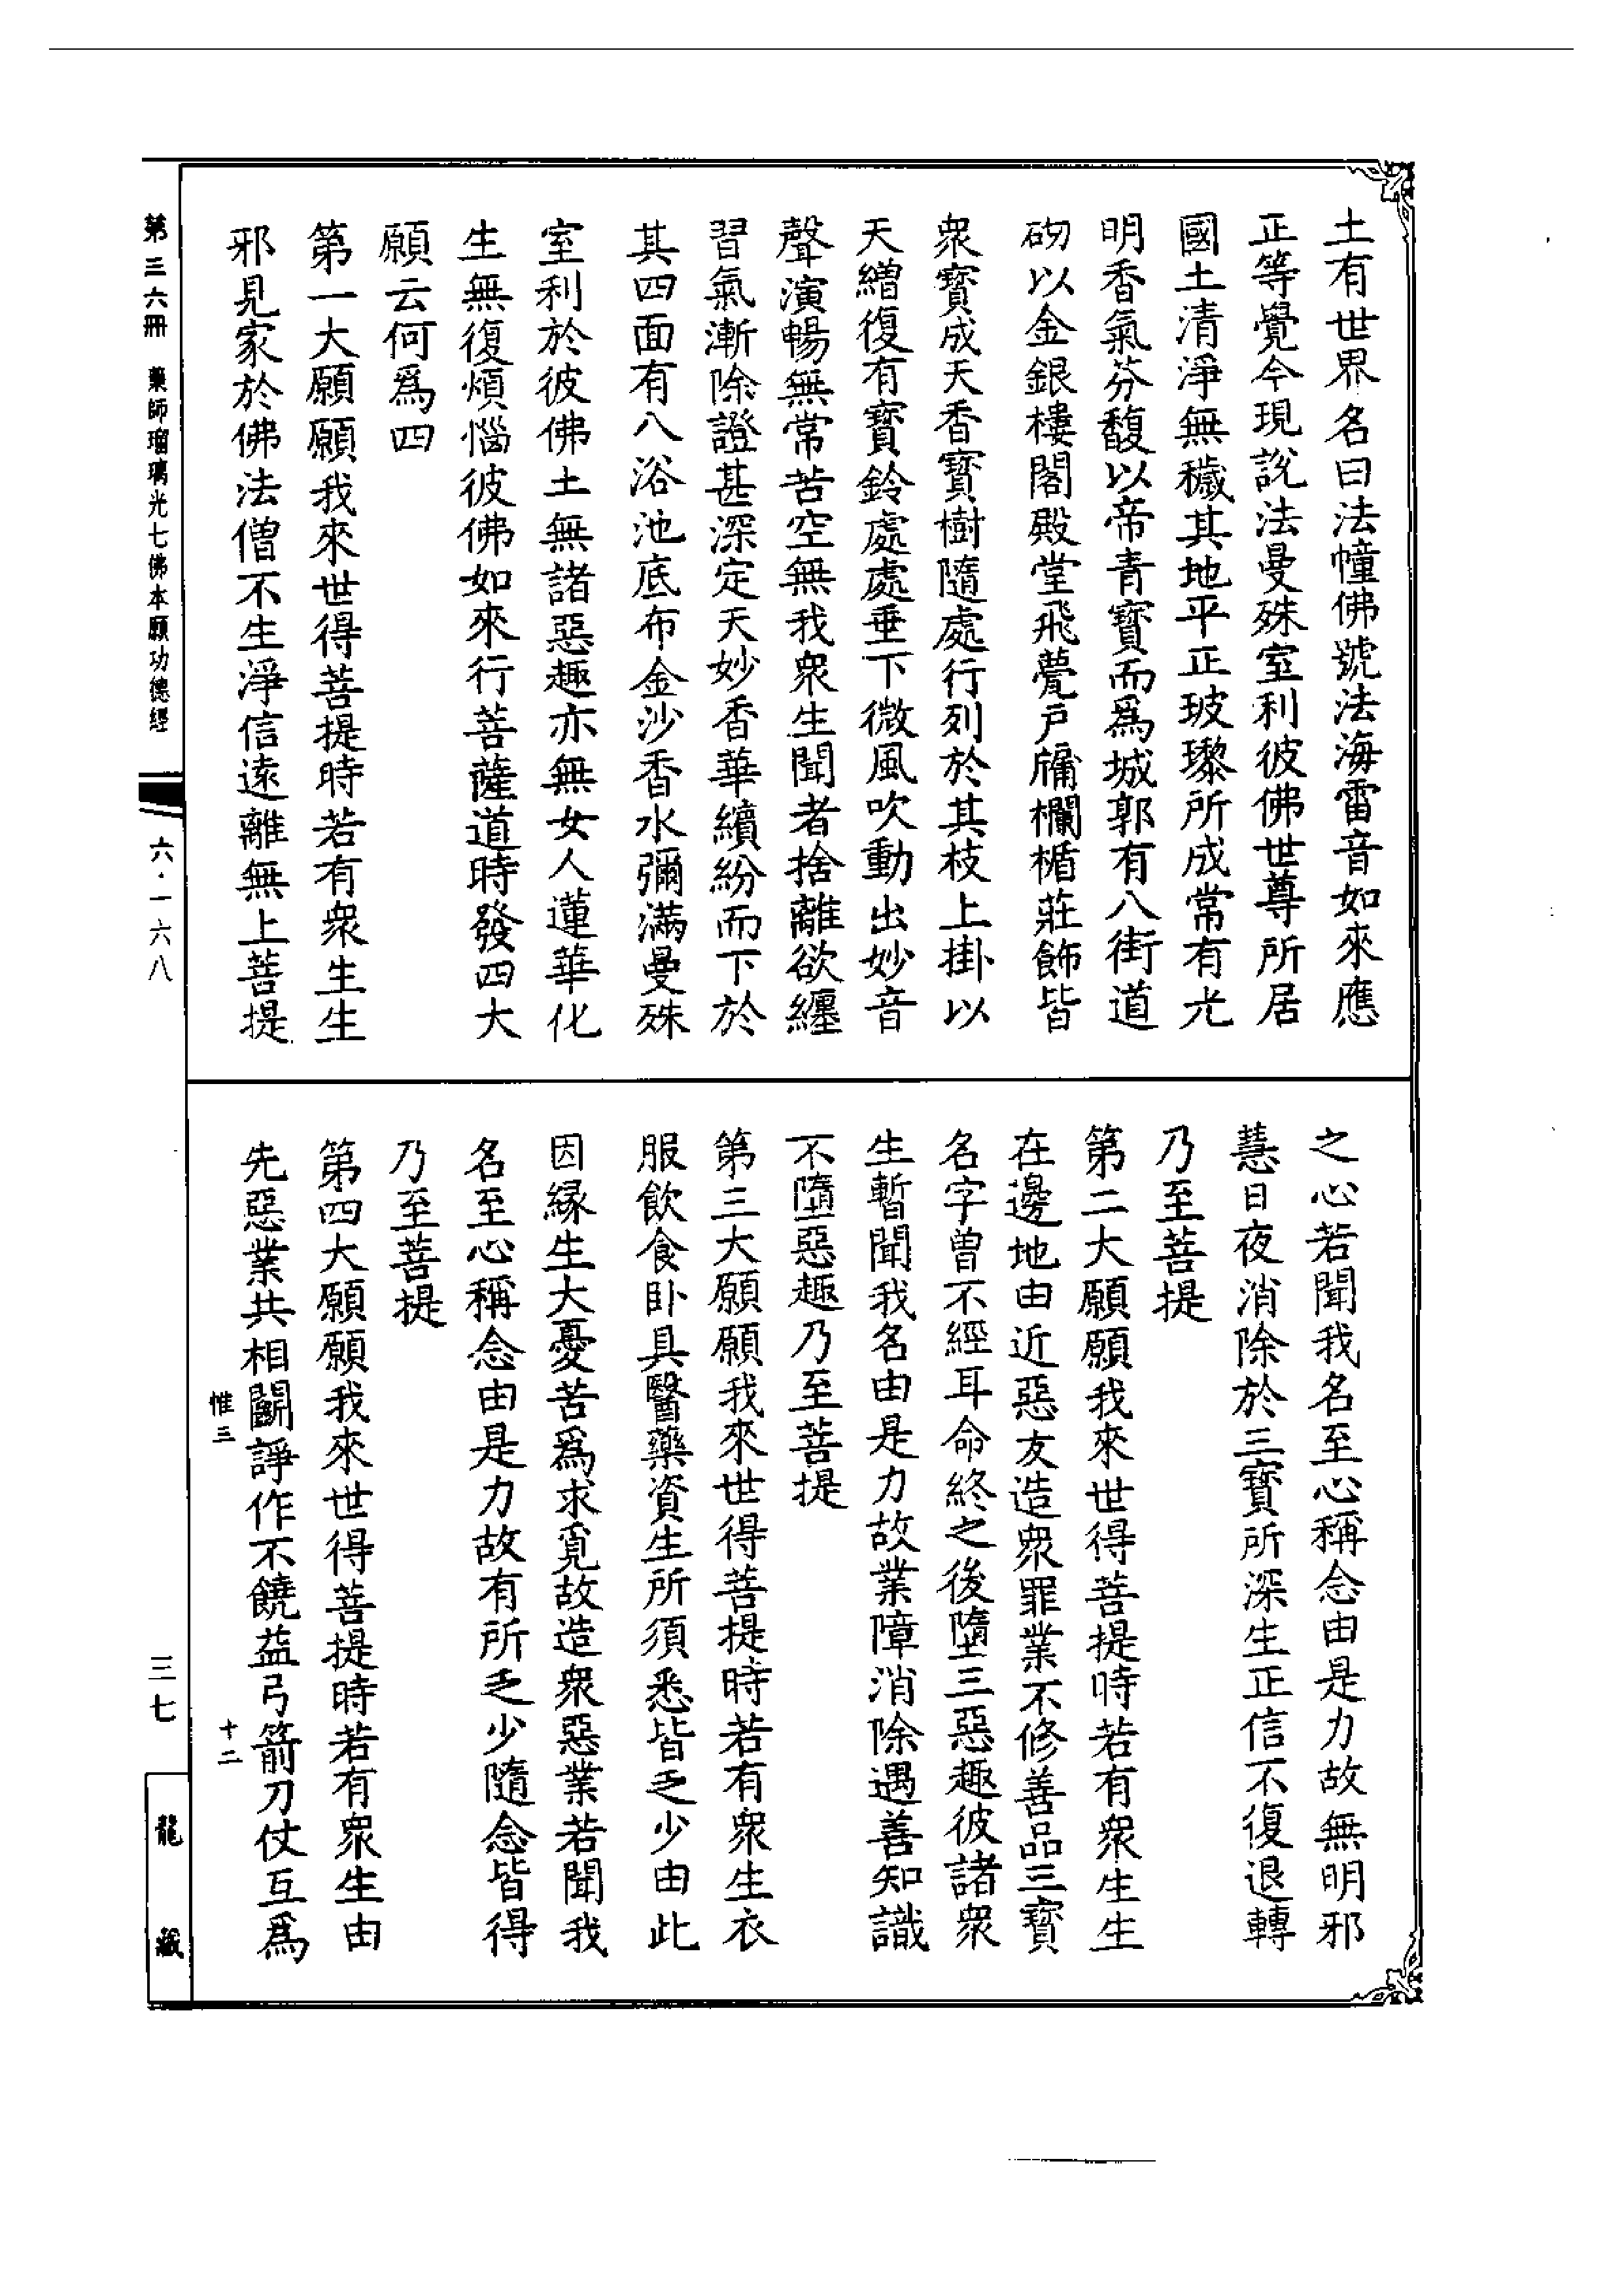 土有世界名曰法幢佛號法海雷音如來應
正等覺今現說法曼殊室利彼佛世尊所居
國土清淨無穢其地平正玻瓈所成常有光
明香氣芬馥以帝青寶而爲城郭有八街道
砌以金銀樓閣殿堂飛甍戶牖欄楯莊飾皆
衆寶成天香寶樹隨處行列於其枝上掛以
天繒復有寶鈴處處垂下微風吹動出妙音
聲演暢無常苦空無我衆生聞者捨離欲纏
習氣漸除證甚深定天妙香華繽紛而下於
其四面有八浴池底布金沙香水彌滿曼殊
室利於彼佛土無諸惡趣亦無女人蓮華化
生無復煩惱彼佛如來行菩薩道時發四大
願云何爲四
第一大願願我來世得菩提時若有衆生生
邪見家於佛法僧不生淨信遠離無上菩提
之心若聞我名至心稱念由是力故無明邪
慧日夜消除於三寶所深生正信不復退轉
乃至菩提
第二大願願我來世得菩提時若有衆生生
在邊地由近惡友造衆罪業不修善品三寶
名字曾不經耳命終之後墮三惡趣彼諸衆
生暫聞我名由是力故業障消除遇善知識
不墮惡趣乃至菩提
第三大願願我來世得菩提時若有衆生衣
服飲食卧具醫藥資生所須悉皆乏少由此
因緣生大憂苦爲求覓故造衆惡業若聞我
名至心稱念由是力故有所乏少隨念皆得
乃至菩提
第四大願願我來世得菩提時若有衆生由
先惡業共相鬬諍作不饒益弓箭刀仗互爲
惟三
十二
第三六冊 藥師瑠璃光七佛本願功德經
六·一六八
三七
龍藏